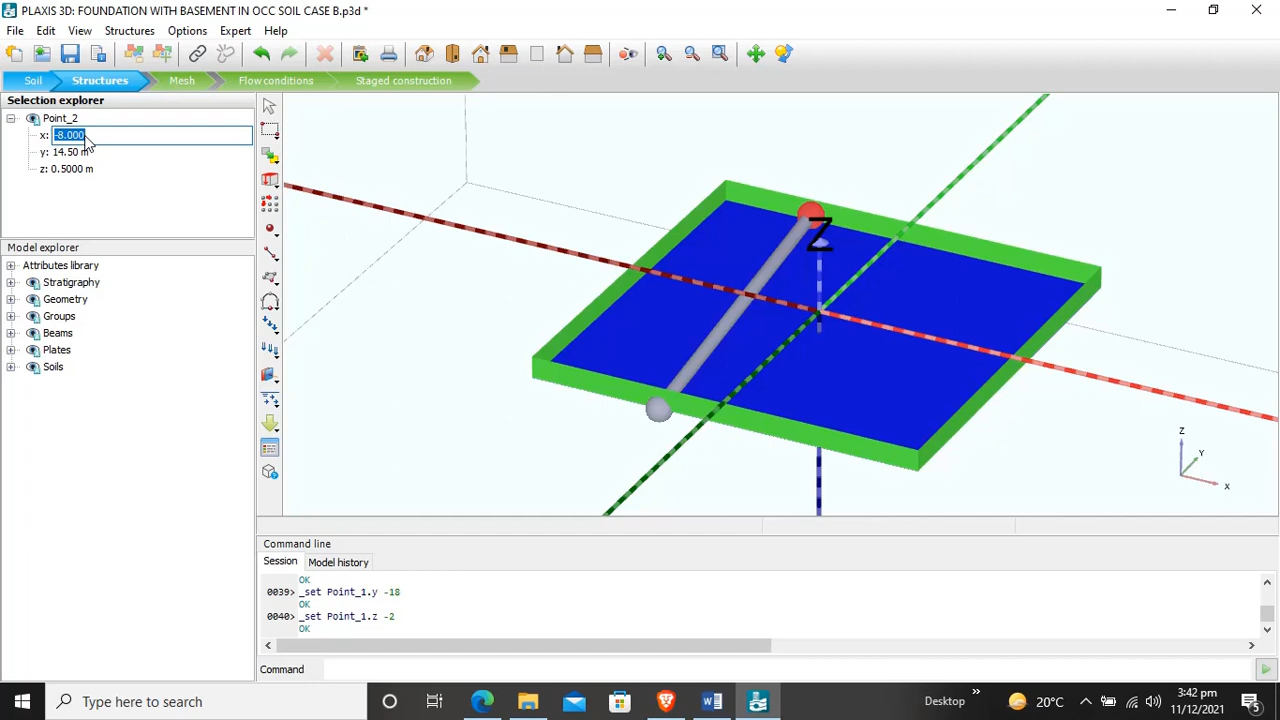 PLAXIS 3D: FOUNDATION WITH BASEMENT IN OCC SOIL CASE B.p3d *
File Edit View Structures Options Expert Help
Soil Structures Mesh Flow conditions Staged construction
Selection explorer
Point_2
x: -8.000
y: 14.50 m
z: 0.5000 m
Model explorer
Attributes library
Stratigraphy
Geometry
Groups
Beams
Plates
Soils
Z
Z
Y
X
Command line
Session Model history
OK
0039> _set Point_1.y -18
OK
0040> _set Point_1.z -2
OK
Command
Type here to search
Desktop
20°C
3:42 pm
11/12/2021
5